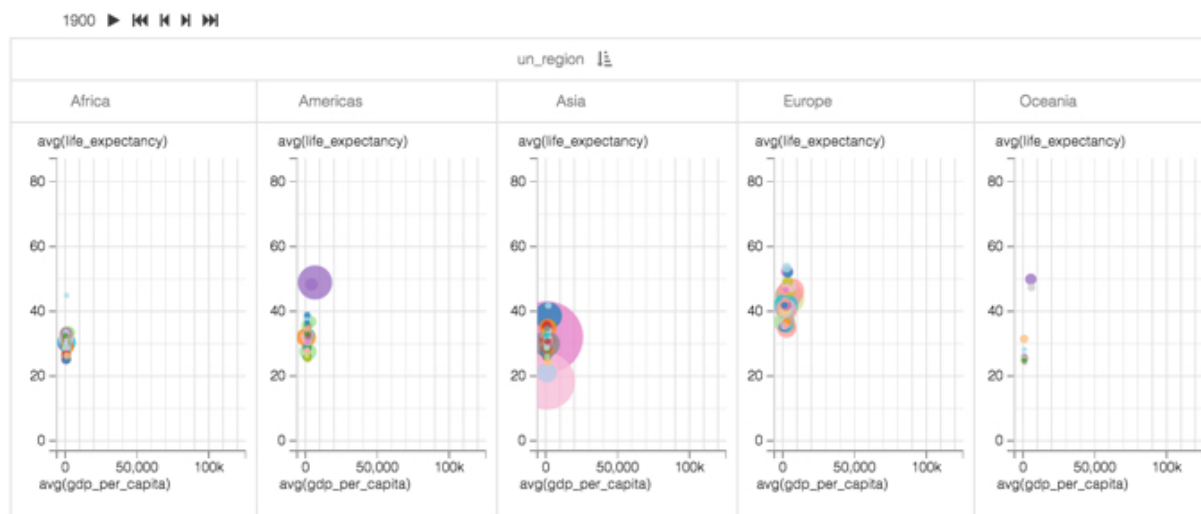 1900
un_region
Africa Americas Asia Europe Oceania
avg(life_expectancy) avg(life_expectancy) avg(life_expectancy) avg(life_expectancy) avg(life_expectancy)
80 80 80 80 80
60 60 60 60 60
40 40 40 40 40
20 20 20 20 20
0 0 0 0 0
0 50,000 100k 0 50,000 100k 0 50,000 100k 0 50,000 100k 0 50,000 100k
avg(gdp_per_capita) avg(gdp_per_capita) avg(gdp_per_capita) avg(gdp_per_capita) avg(gdp_per_capita)